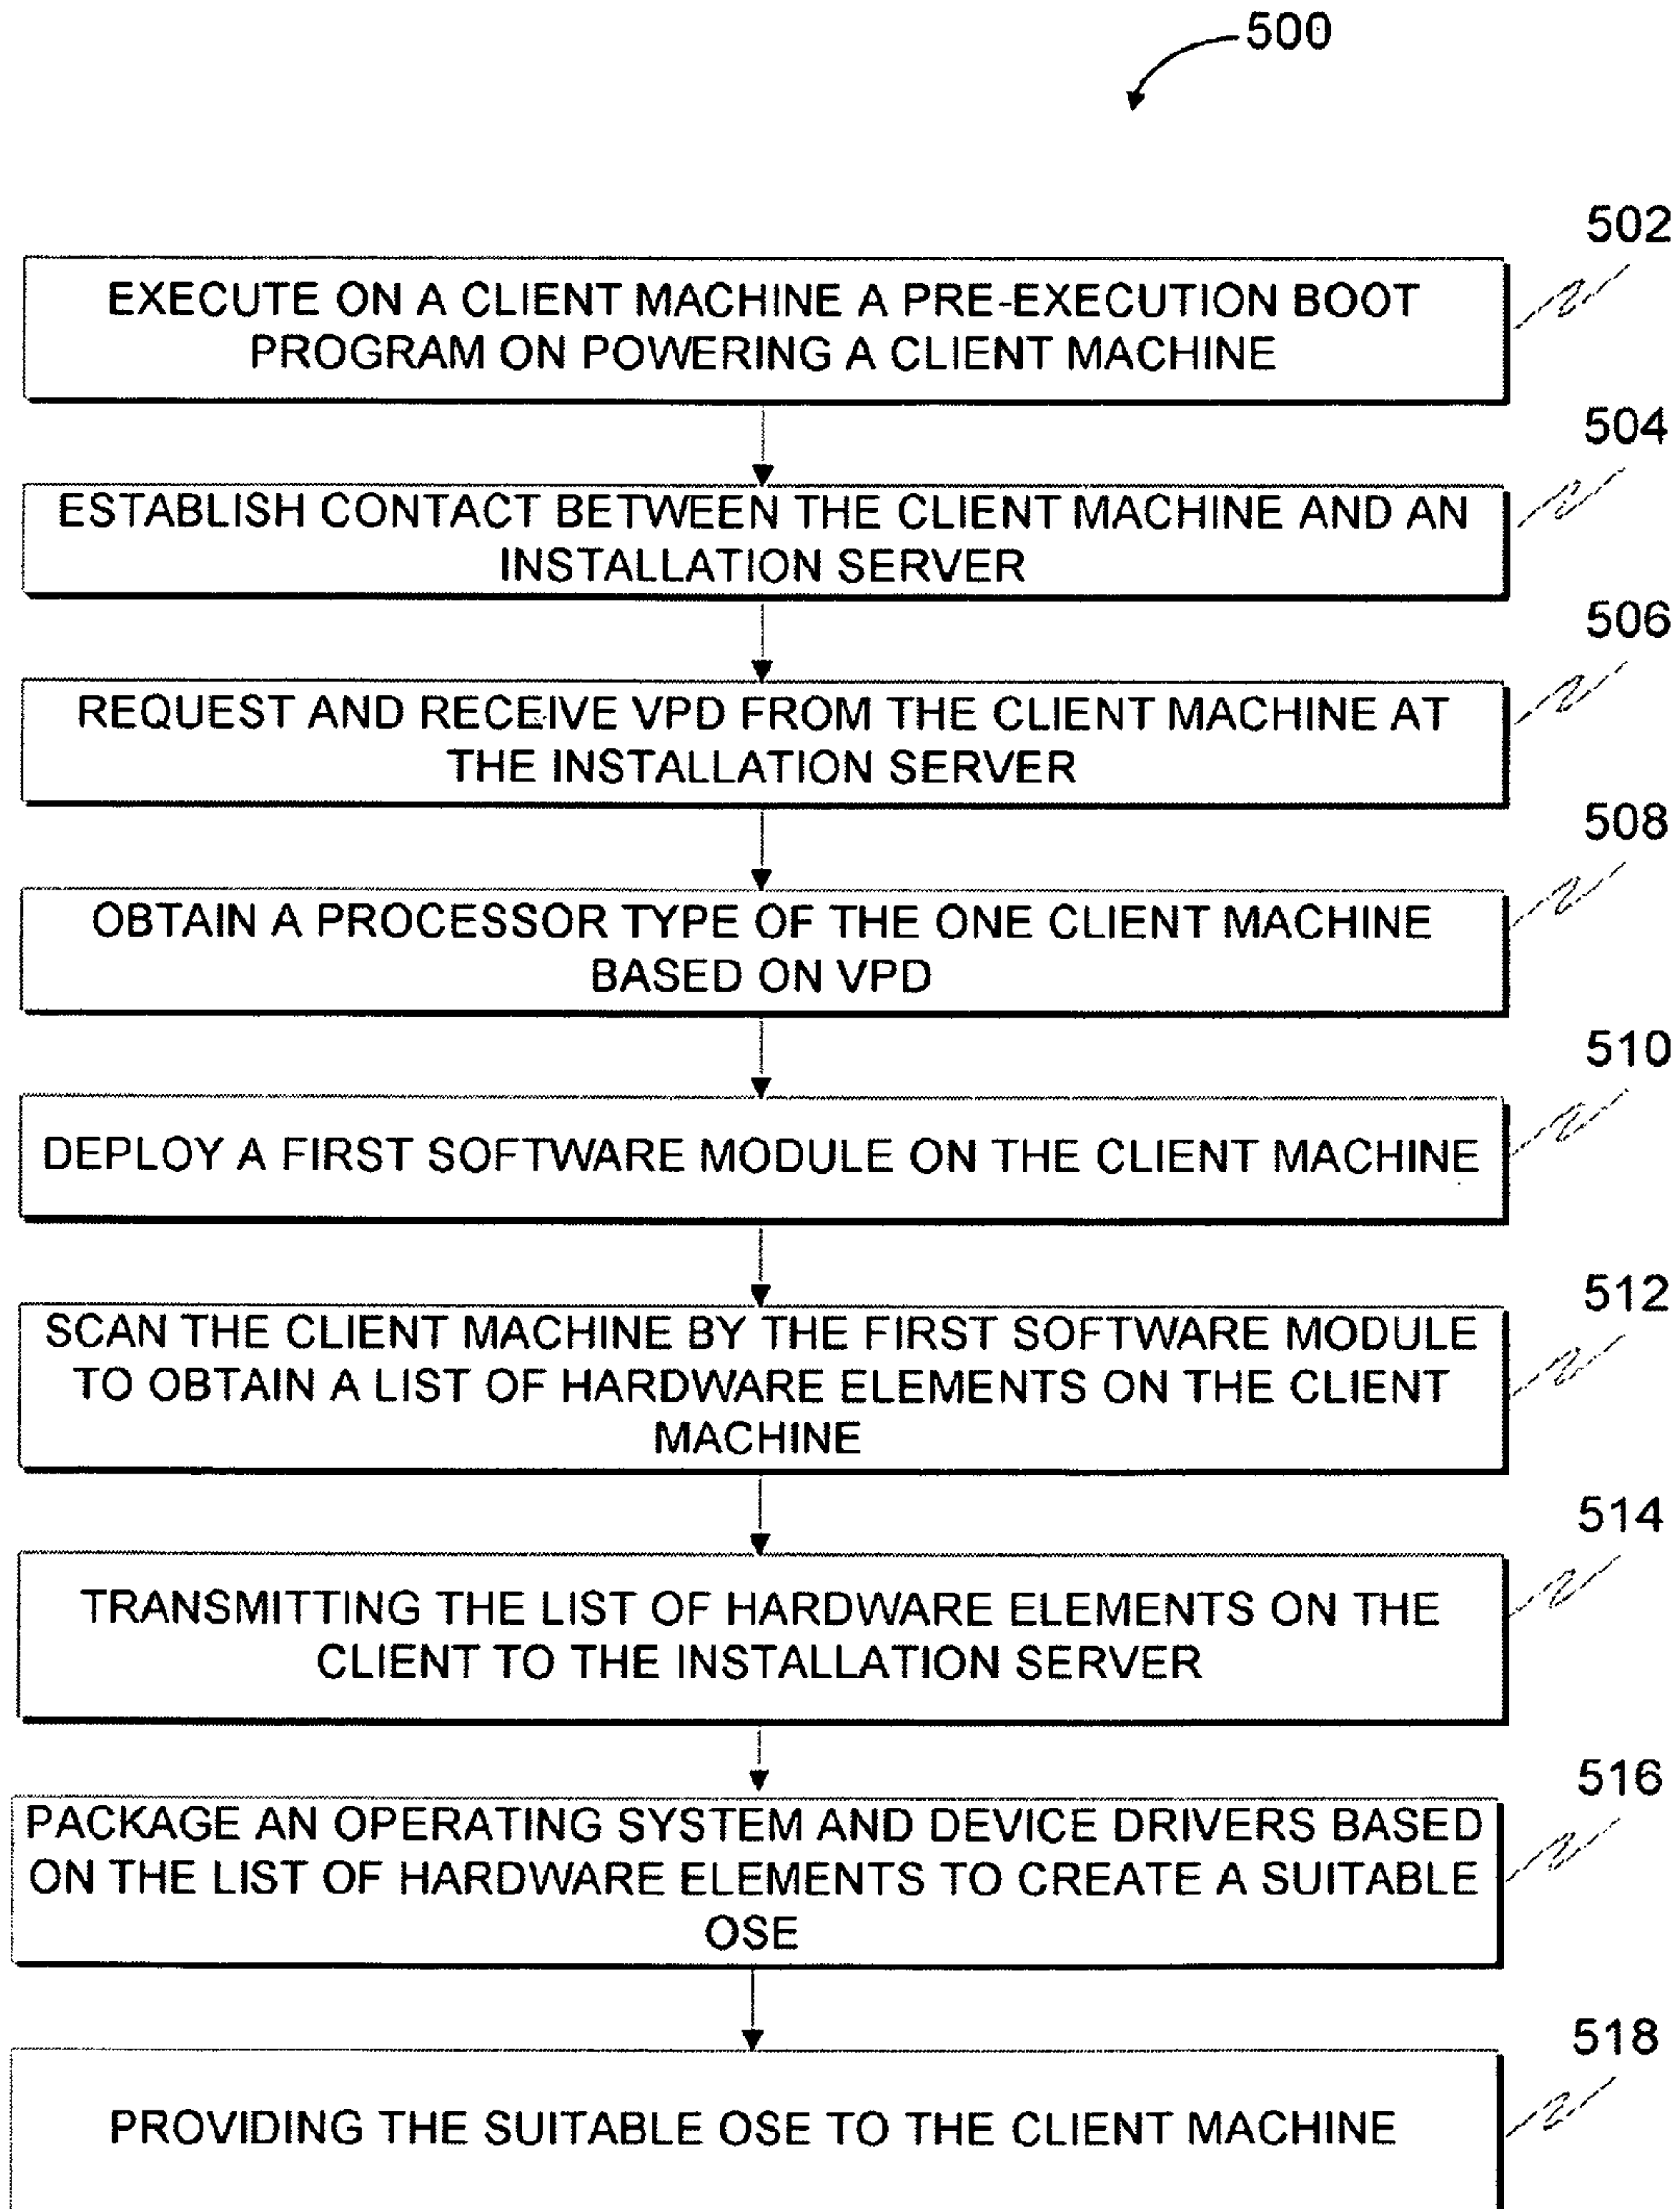 500
502
EXECUTE ON A CLIENT MACHINE A PRE-EXECUTION BOOT
PROGRAM ON POWERING A CLIENT MACHINE
504
ESTABLISH CONTACT BETWEEN THE CLIENT MACHINE AND AN
INSTALLATION SERVER
506
REQUEST AND RECEIVE VPD FROM THE CLIENT MACHINE AT
THE INSTALLATION SERVER
508
OBTAIN A PROCESSOR TYPE OF THE ONE CLIENT MACHINE
BASED ON VPD
510
DEPLOY A FIRST SOFTWARE MODULE ON THE CLIENT MACHINE
512
SCAN THE CLIENT MACHINE BY THE FIRST SOFTWARE MODULE
TO OBTAIN A LIST OF HARDWARE ELEMENTS ON THE CLIENT
MACHINE
514
TRANSMITTING THE LIST OF HARDWARE ELEMENTS ON THE
CLIENT TO THE INSTALLATION SERVER
516
PACKAGE AN OPERATING SYSTEM AND DEVICE DRIVERS BASED
ON THE LIST OF HARDWARE ELEMENTS TO CREATE A SUITABLE
OSE
518
PROVIDING THE SUITABLE OSE TO THE CLIENT MACHINE